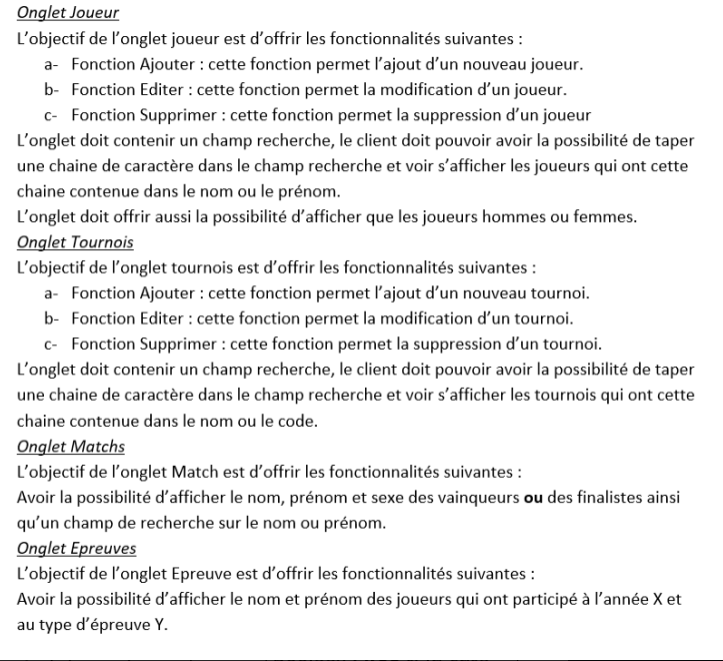 Onglet Joueur
L’objectif de l’onglet joueur est d’offrir les fonctionnalités suivantes :
a- Fonction Ajouter : cette fonction permet l’ajout d’un nouveau joueur.
b- Fonction Editer : cette fonction permet la modification d’un joueur.
c- Fonction Supprimer : cette fonction permet la suppression d’un joueur
L’onglet doit contenir un champ recherche, le client doit pouvoir avoir la possibilité de taper
une chaine de caractère dans le champ recherche et voir s’afficher les joueurs qui ont cette
chaine contenue dans le nom ou le prénom.
L’onglet doit offrir aussi la possibilité d’afficher que les joueurs hommes ou femmes.
Onglet Tournois
L’objectif de l’onglet tournois est d’offrir les fonctionnalités suivantes :
a- Fonction Ajouter : cette fonction permet l’ajout d’un nouveau tournoi.
b- Fonction Editer : cette fonction permet la modification d’un tournoi.
c- Fonction Supprimer : cette fonction permet la suppression d’un tournoi.
L’onglet doit contenir un champ recherche, le client doit pouvoir avoir la possibilité de taper
une chaine de caractère dans le champ recherche et voir s’afficher les tournois qui ont cette
chaine contenue dans le nom ou le code.
Onglet Matchs
L’objectif de l’onglet Match est d’offrir les fonctionnalités suivantes :
Avoir la possibilité d’afficher le nom, prénom et sexe des vainqueurs ou des finalistes ainsi
qu’un champ de recherche sur le nom ou prénom.
Onglet Epreuves
L’objectif de l’onglet Epreuve est d’offrir les fonctionnalités suivantes :
Avoir la possibilité d’afficher le nom et prénom des joueurs qui ont participé à l’année X et
au type d’épreuve Y.